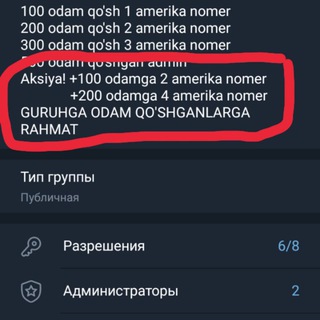 100 odam qo'sh 1 amerika nomer
200 odam qo'sh 2 amerika nomer
300 odam qo'sh 3 amerika nomer
500 odam qo'shgan admin
Aksiya! +100 odamga 2 amerika nomer
+200 odamga 4 amerika nomer
GURUHGA ODAM QO'SHGANLARGA
RAHMAT
Тип группы
Публичная
Разрешения 6/8
Администраторы 2